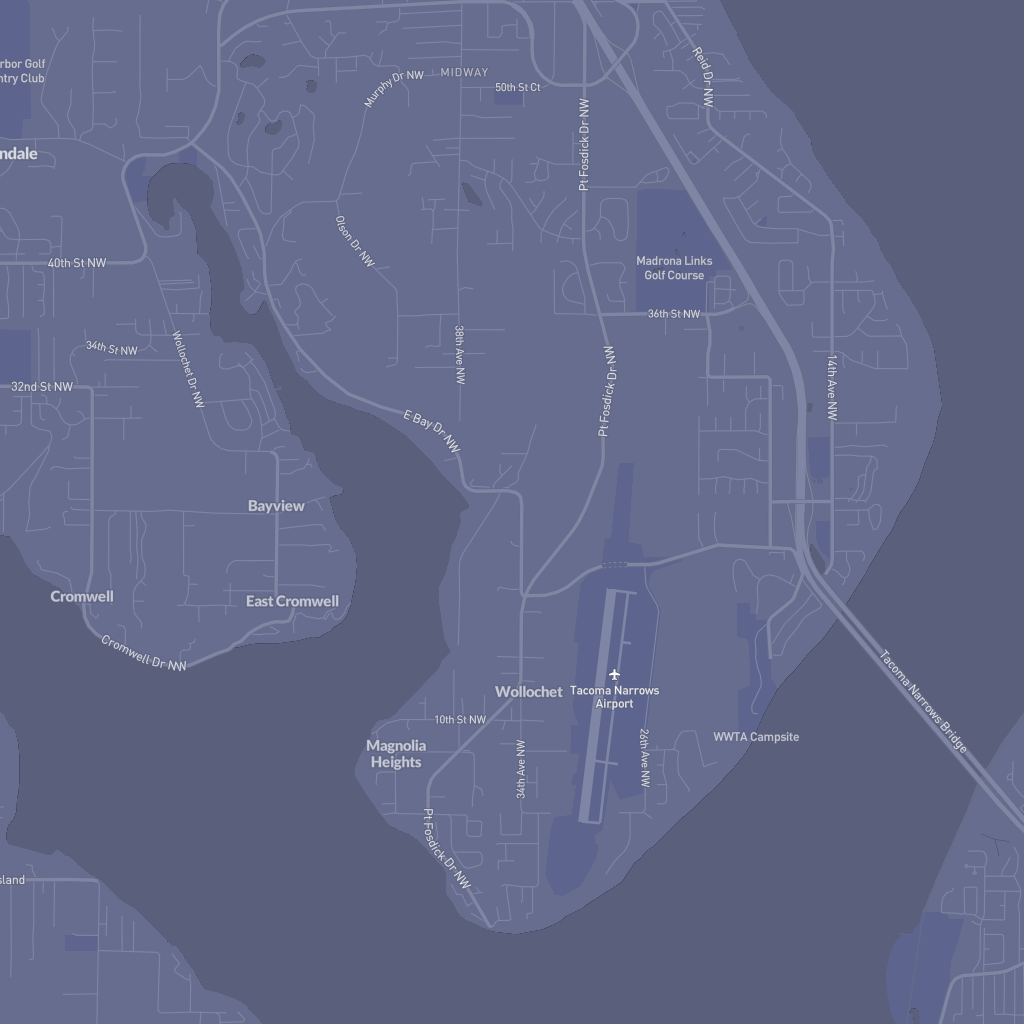 rbor Golf
ntry Club
Murphy Dr NW
MIDWAY
50th St Ct
Reid Dr NW
Pt Fosdick Dr NW
ndale
Olson Dr NW
40th St NW
Madrona Links
Golf Course
36th St NW
34th St NW
Wollochet Dr NW
38th Ave NW
Pt Fosdick Dr NW
14th Ave NW
32nd St NW
E Bay Dr NW
Bayview
Cromwell
East Cromwell
Cromwell Dr NW
Wollochet
Tacoma Narrows
Airport
Tacoma Narrows Bridge
10th St NW
Magnolia
Heights
34th Ave NW
26th Ave NW
WWTA Campsite
Pt Fosdick Dr NW
sland